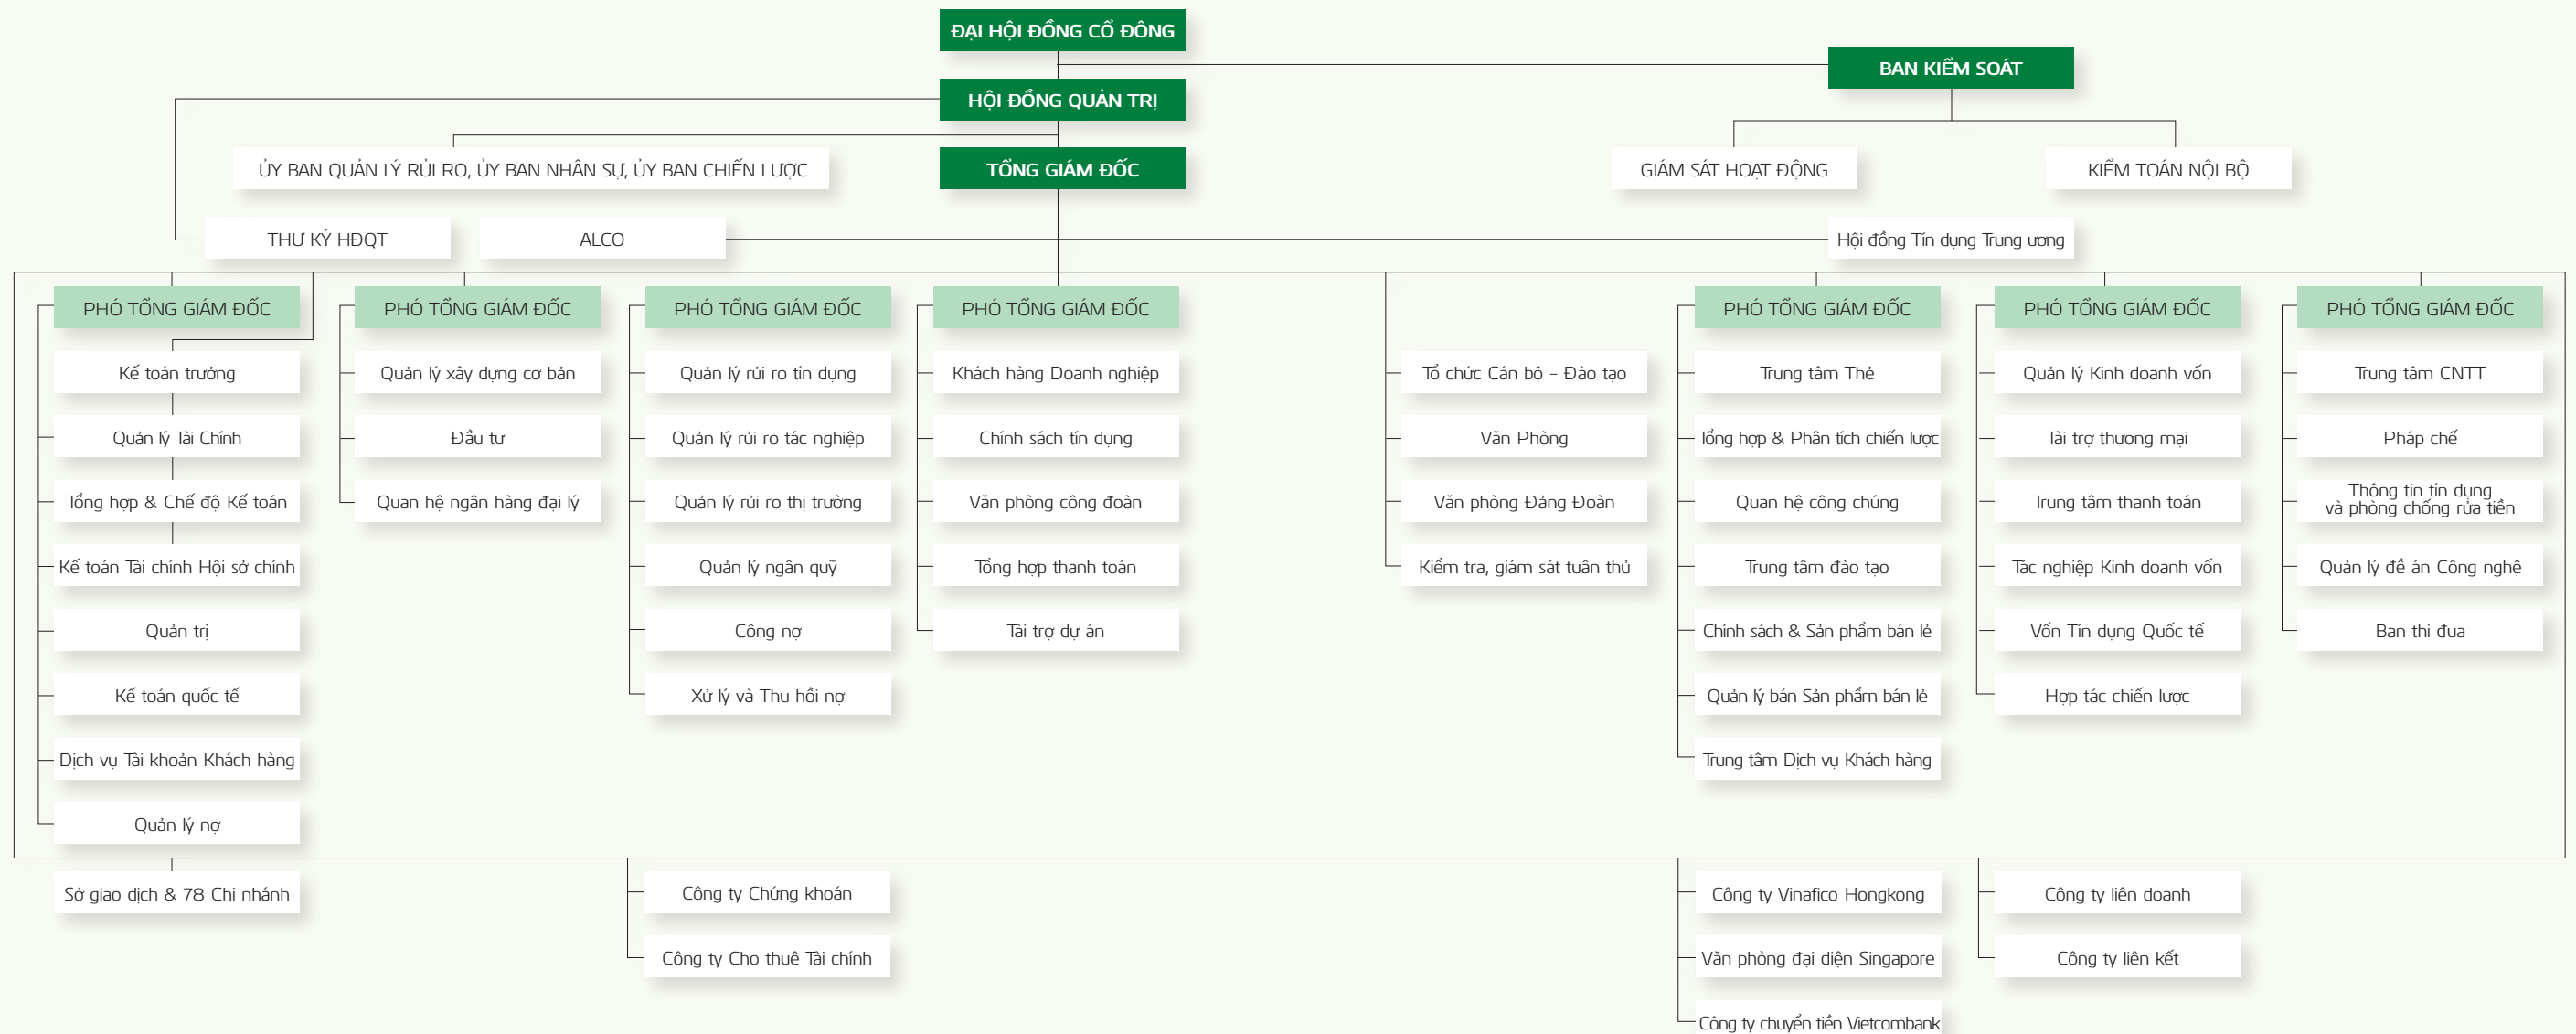 ĐẠI HỘI ĐỒNG CỔ ĐÔNG
BAN KIỂM SOÁT
HỘI ĐỒNG QUẢN TRỊ
ỦY BAN QUẢN LÝ RỦI RO, ỦY BAN NHÂN SỰ, ỦY BAN CHIẾN LƯỢC
TỔNG GIÁM ĐỐC
GIÁM SÁT HOẠT ĐỘNG
KIỂM TOÁN NỘI BỘ
THƯ KÝ HĐQT
ALCO
Hội đồng Tín dụng Trung ương
PHÓ TỔNG GIÁM ĐỐC
Kế toán trưởng
Quản lý Tài Chính
Tổng hợp & Chế độ Kế toán
Kế toán Tài chính Hội sở chính
Quản trị
Kế toán quốc tế
Dịch vụ Tài khoản Khách hàng
Quản lý nợ
PHÓ TỔNG GIÁM ĐỐC
Quản lý xây dựng cơ bản
Đầu tư
Quan hệ ngân hàng đại lý
PHÓ TỔNG GIÁM ĐỐC
Quản lý rủi ro tín dụng
Quản lý rủi ro tác nghiệp
Quản lý rủi ro thị trường
Quản lý ngân quỹ
Công nợ
Xử lý và Thu hồi nợ
PHÓ TỔNG GIÁM ĐỐC
Khách hàng Doanh nghiệp
Chính sách tín dụng
Văn phòng công đoàn
Tổng hợp thanh toán
Tài trợ dự án
Tổ chức Cán bộ - Đào tạo
Văn Phòng
Văn phòng Đảng Đoàn
Kiểm tra, giám sát tuân thủ
PHÓ TỔNG GIÁM ĐỐC
Trung tâm Thẻ
Tổng hợp & Phân tích chiến lược
Quan hệ công chúng
Trung tâm đào tạo
Chính sách & Sản phẩm bán lẻ
Quản lý bán Sản phẩm bán lẻ
Trung tâm Dịch vụ Khách hàng
PHÓ TỔNG GIÁM ĐỐC
Quản lý Kinh doanh vốn
Tài trợ thương mại
Trung tâm thanh toán
Tác nghiệp Kinh doanh vốn
Vốn Tín dụng Quốc tế
Hợp tác chiến lược
PHÓ TỔNG GIÁM ĐỐC
Trung tâm CNTT
Pháp chế
Thông tin tín dụng
và phòng chống rửa tiền
Quản lý đề án Công nghệ
Ban thi đua
Sở giao dịch & 78 Chi nhánh
Công ty Chứng khoán
Công ty Cho thuê Tài chính
Công ty Vinafico Hongkong
Văn phòng đại diện Singapore
Công ty chuyển tiền Vietcombank
Công ty liên doanh
Công ty liên kết